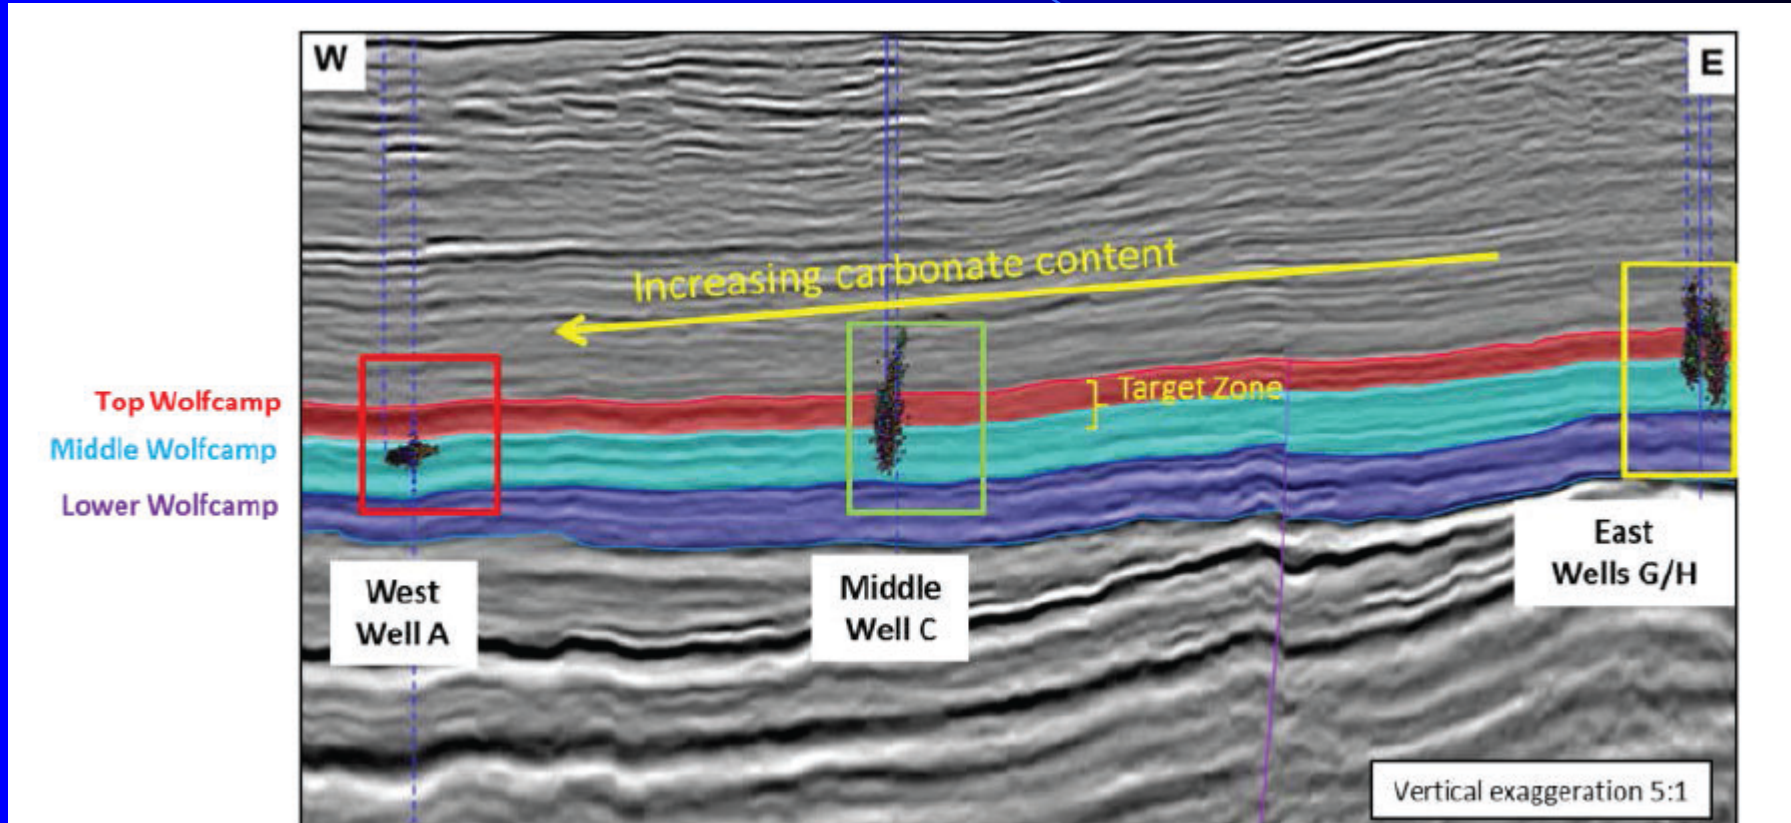 W
E
Increasing carbonate content
Top Wolfcamp
Target Zone
Middle Wolfcamp
Lower Wolfcamp
West
Well A
Middle
Well C
East
Wells G/H
Vertical exaggeration 5:1